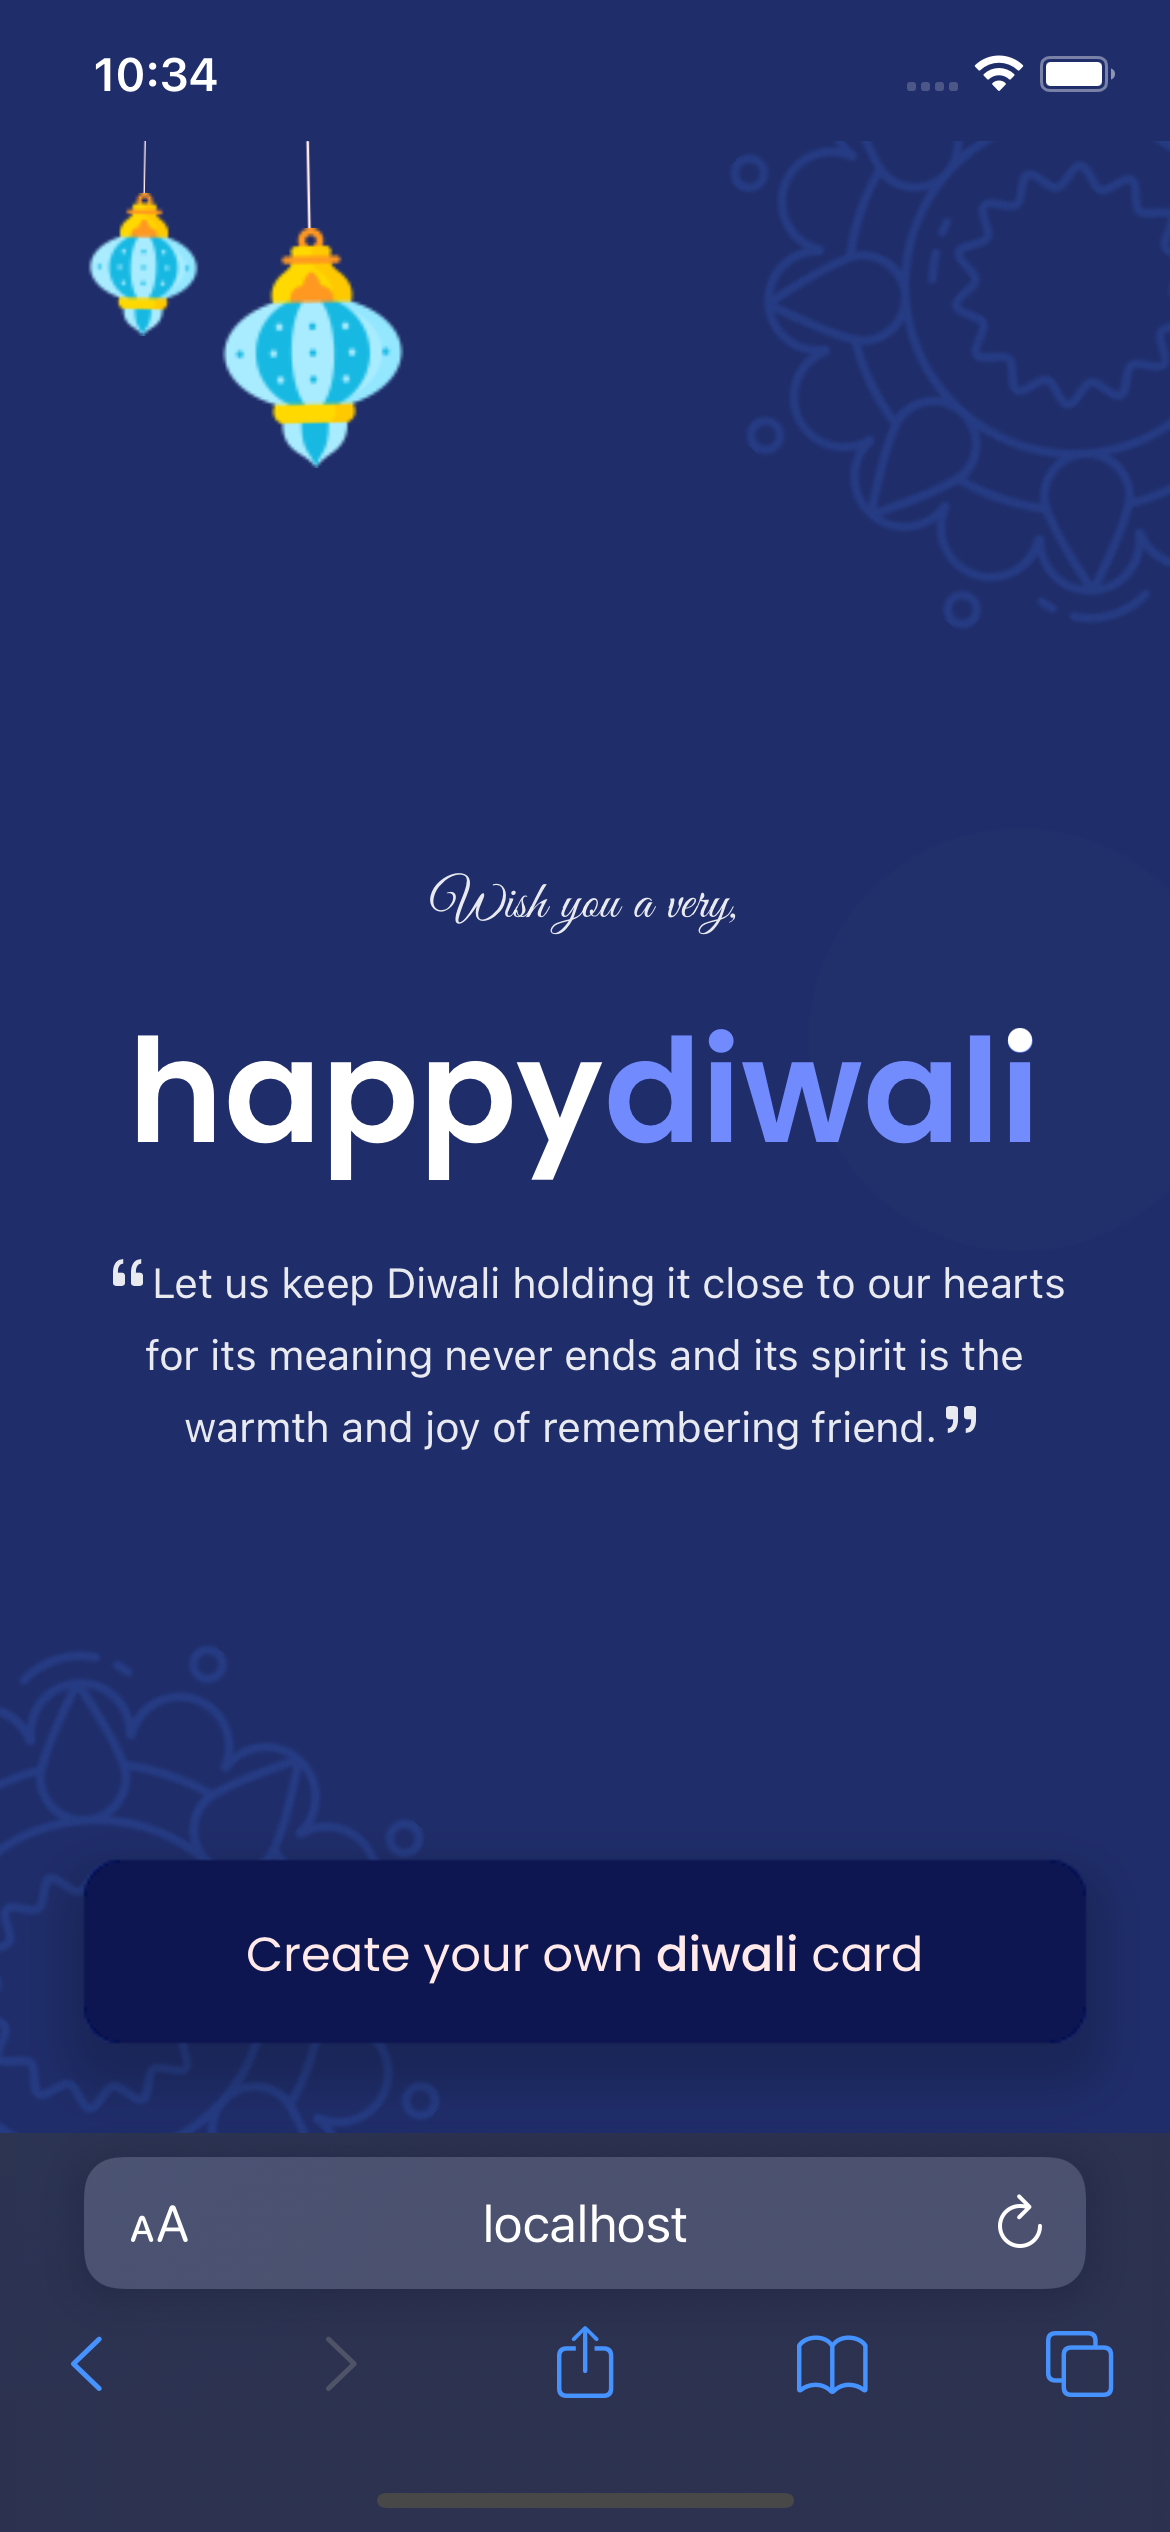 10:34
Wish you a very,
happydiwali
“Let us keep Diwali holding it close to our hearts
for its meaning never ends and its spirit is the
warmth and joy of remembering friend.”
Create your own diwali card
AA localhost